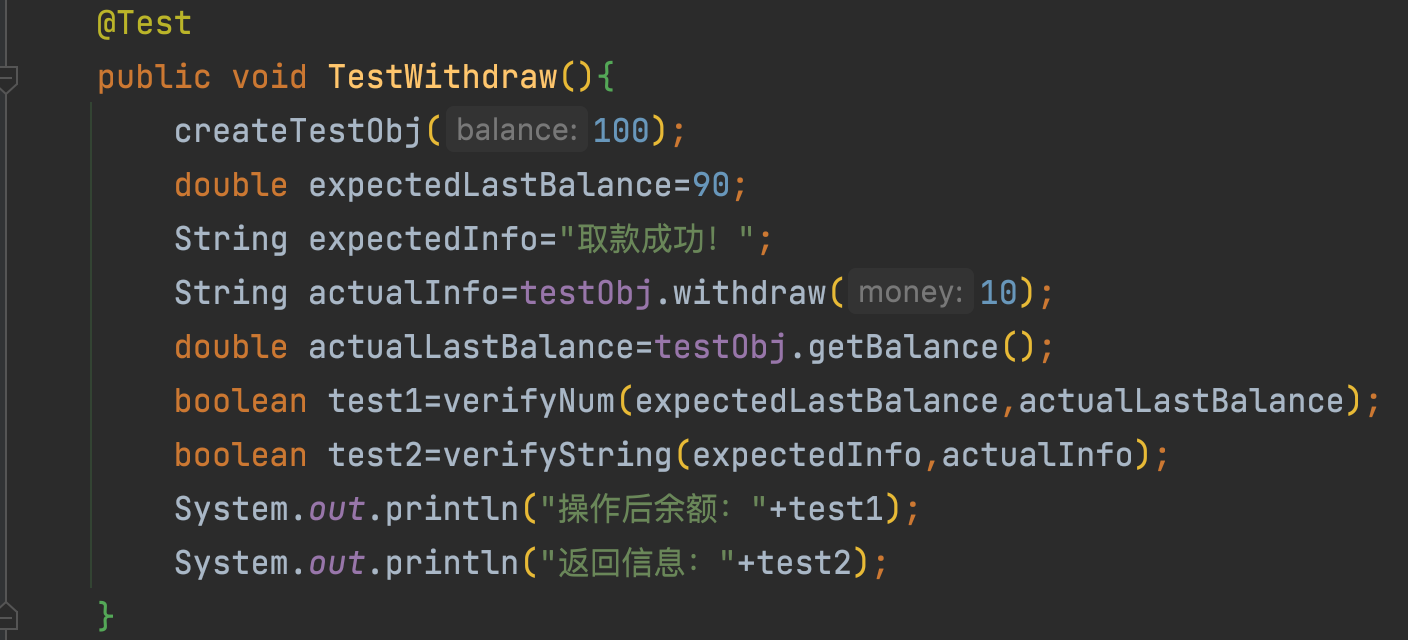 @Test
public void TestWithdraw(){
createTestObj( balance: 100);
double expectedLastBalance=90;
String expectedInfo="取款成功！";
String actualInfo=testObj.withdraw( money: 10);
double actualLastBalance=testObj.getBalance();
boolean test1=verifyNum(expectedLastBalance,actualLastBalance);
boolean test2=verifyString(expectedInfo,actualInfo);
System.out.println("操作后余额："+test1);
System.out.println("返回信息："+test2);
}